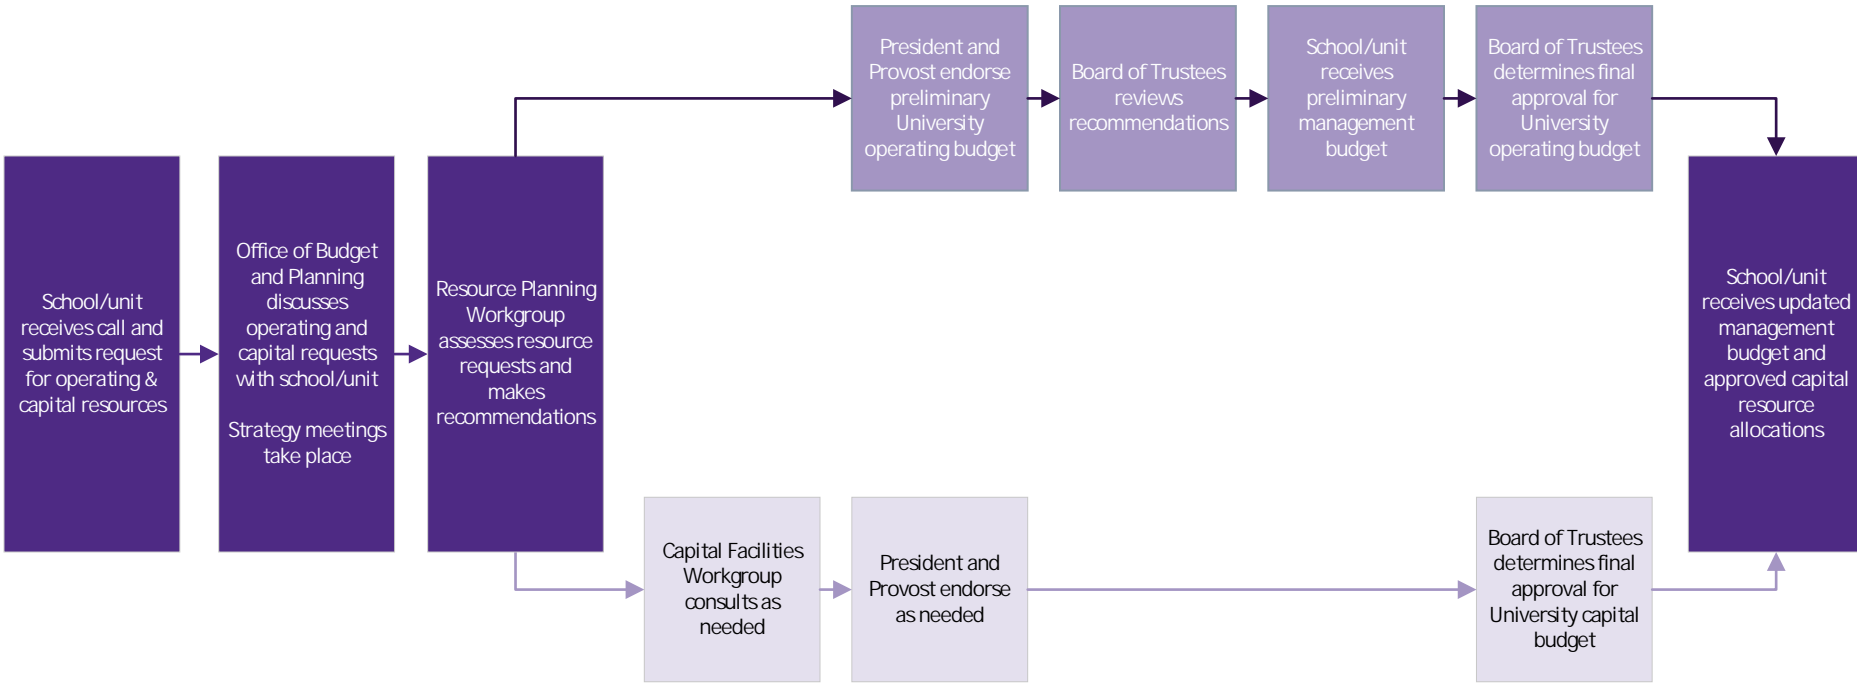 School/unit
receives call and
submits request
for operating &
capital resources
Office of Budget
and Planning
discusses
operating and
capital requests
with school/unit
Strategy meetings
take place
Resource Planning
Workgroup
assesses resource
requests and
makes
recommendations
President and
Provost endorse
preliminary
University
operating budget
Board of Trustees
reviews
recommendations
School/unit
receives
preliminary
management
budget
Board of Trustees
determines final
approval for
University
operating budget
Capital Facilities
Workgroup
consults as
needed
President and
Provost endorse
as needed
Board of Trustees
determines final
approval for
University capital
budget
School/unit
receives updated
management
budget and
approved capital
resource
allocations